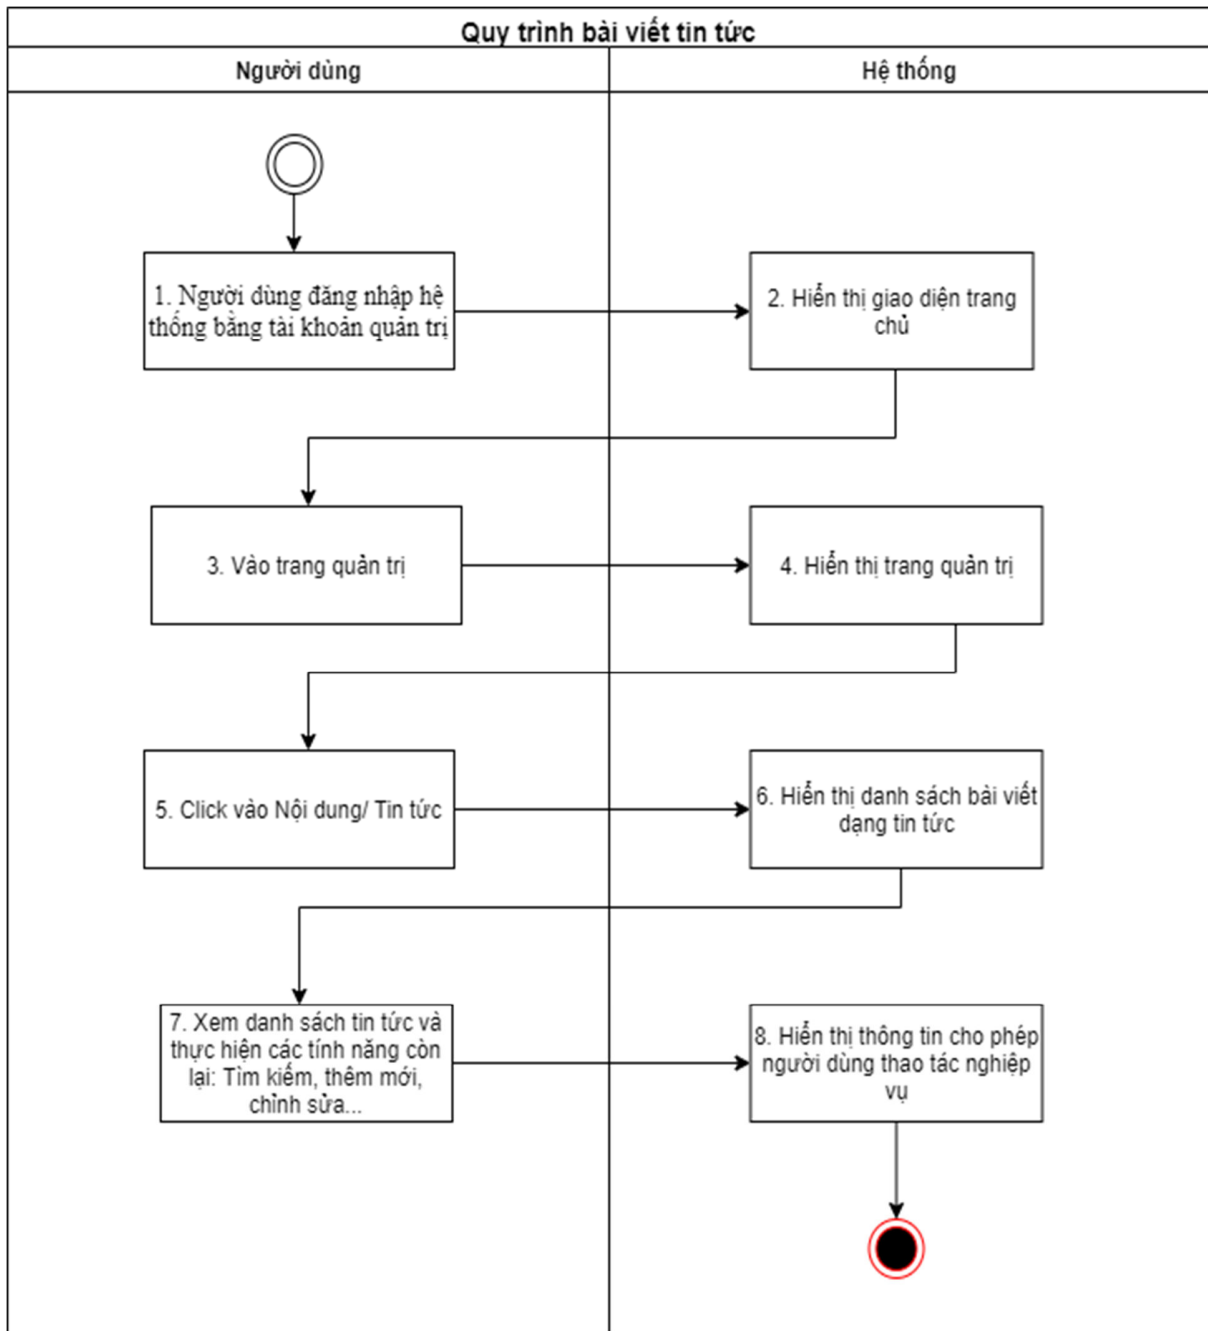 Quy trình bài viết tin tức
Người dùng
Hệ thống
1. Người dùng đăng nhập hệ
thống bằng tài khoản quản trị
2. Hiển thị giao diện trang
chủ
3. Vào trang quản trị
4. Hiển thị trang quản trị
5. Click vào Nội dung/ Tin tức
6. Hiển thị danh sách bài viết
dạng tin tức
7. Xem danh sách tin tức và
thực hiện các tính năng còn
lại: Tìm kiếm, thêm mới,
chỉnh sửa...
8. Hiển thị thông tin cho phép
người dùng thao tác nghiệp
vụ